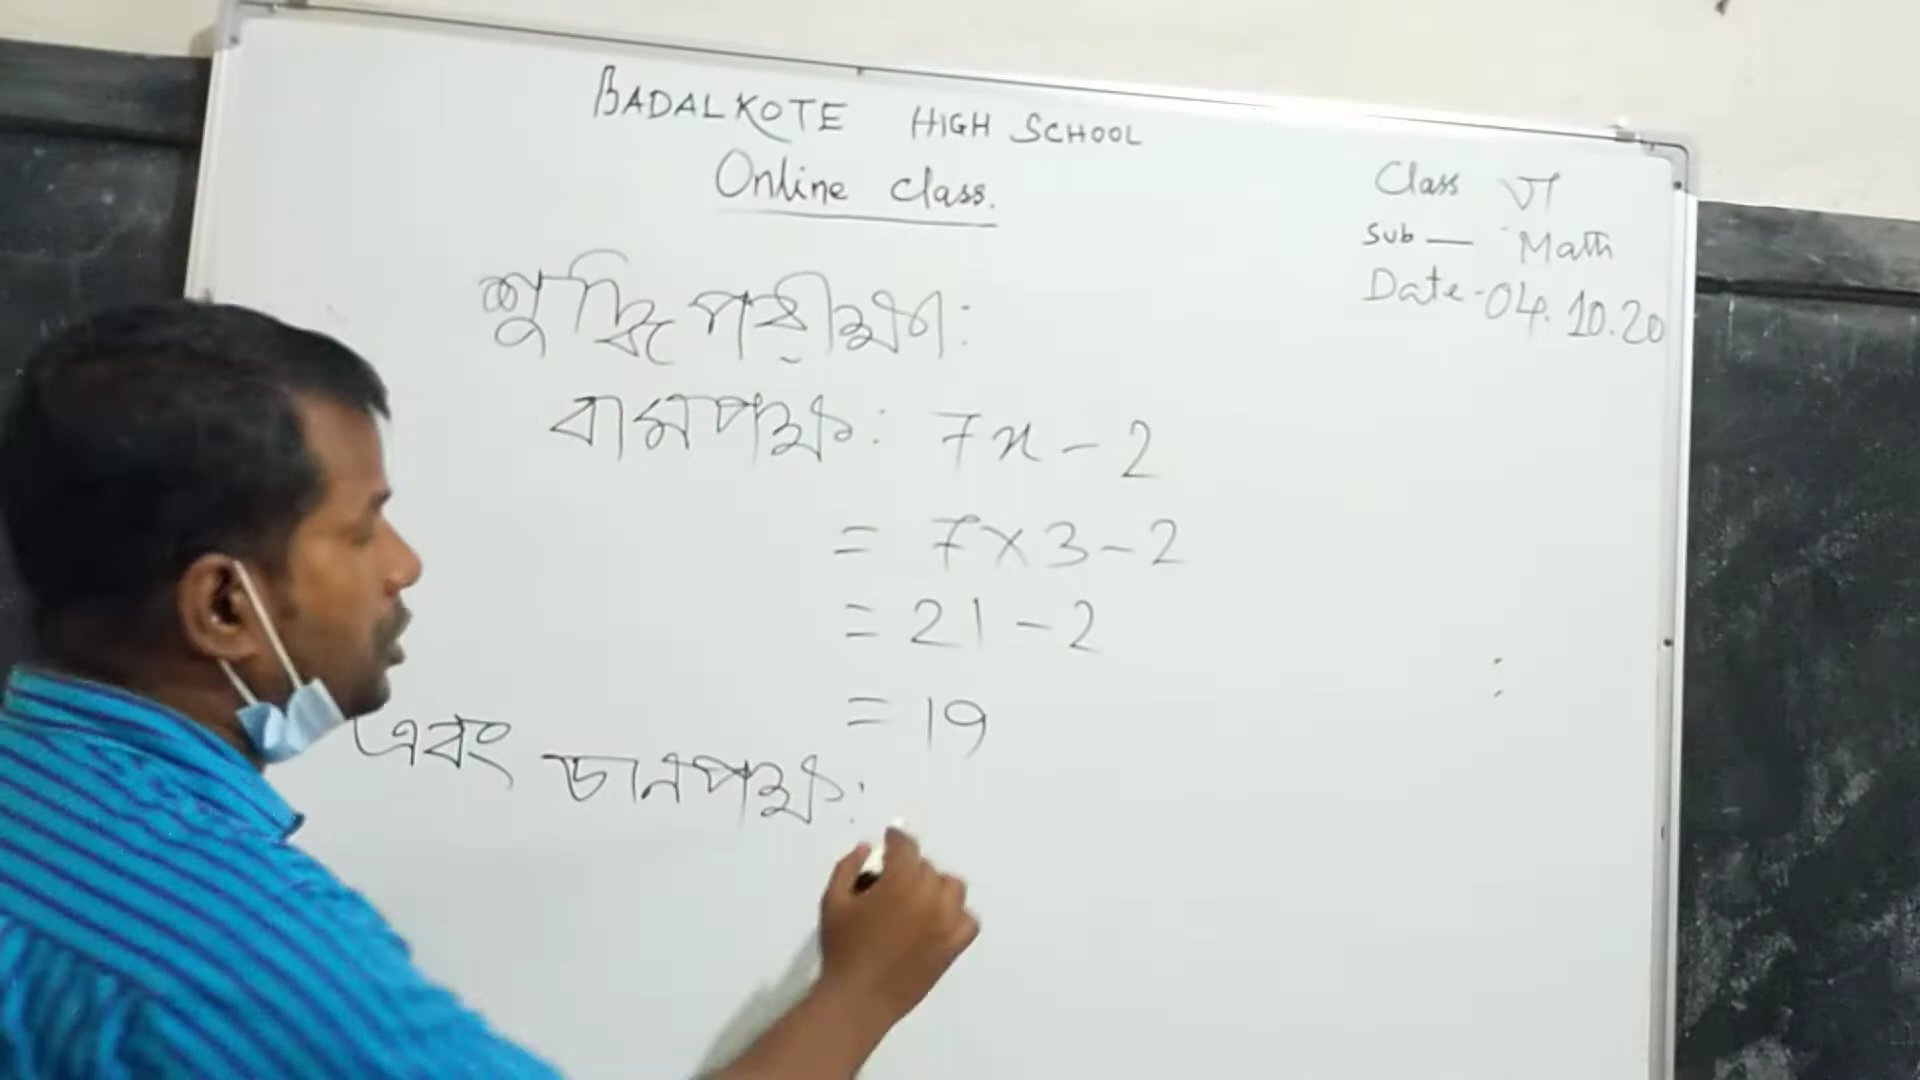 BADALKOTE HIGH SCHOOL
Online class.
Class VI
Sub — Math
Date - 04.10.20
শুদ্ধি পরীক্ষা:
বামপক্ষ: 7x - 2
= 7 × 3 - 2
= 21 - 2
= 19
এবং ডানপক্ষ: